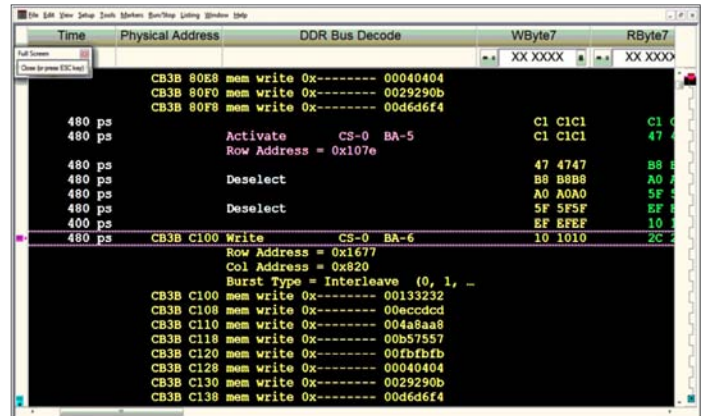 File Edit View Setup Tools Markers Run/Stop Listing Window Help
Time Physical Address DDR Bus Decode WByte7 RByte7
Full Screen
Close (or press ESC key)
XX XXXX XX XXXX
CB3B 80E8 mem write 0x-------- 00040404
CB3B 80F0 mem write 0x-------- 0029290b
CB3B 80F8 mem write 0x-------- 00d6d6f4
480 ps C1 C1C1 C1
480 ps Activate CS-0 BA-5 C1 C1C1 47
Row Address = 0x107e
480 ps 47 4747 B8
480 ps Deselect B8 B8B8 A0
480 ps A0 A0A0 5F
480 ps Deselect 5F 5F5F EF
400 ps EF EFEF 10
480 ps CB3B C100 Write CS-0 BA-6 10 1010 2C
Row Address = 0x1677
Col Address = 0x820
Burst Type = Interleave (0, 1, …
CB3B C100 mem write 0x-------- 00133232
CB3B C108 mem write 0x-------- 00eccdcd
CB3B C110 mem write 0x-------- 004a8aa8
CB3B C118 mem write 0x-------- 00b57557
CB3B C120 mem write 0x-------- 00fbfbfb
CB3B C128 mem write 0x-------- 00040404
CB3B C130 mem write 0x-------- 0029290b
CB3B C138 mem write 0x-------- 00d6d6f4